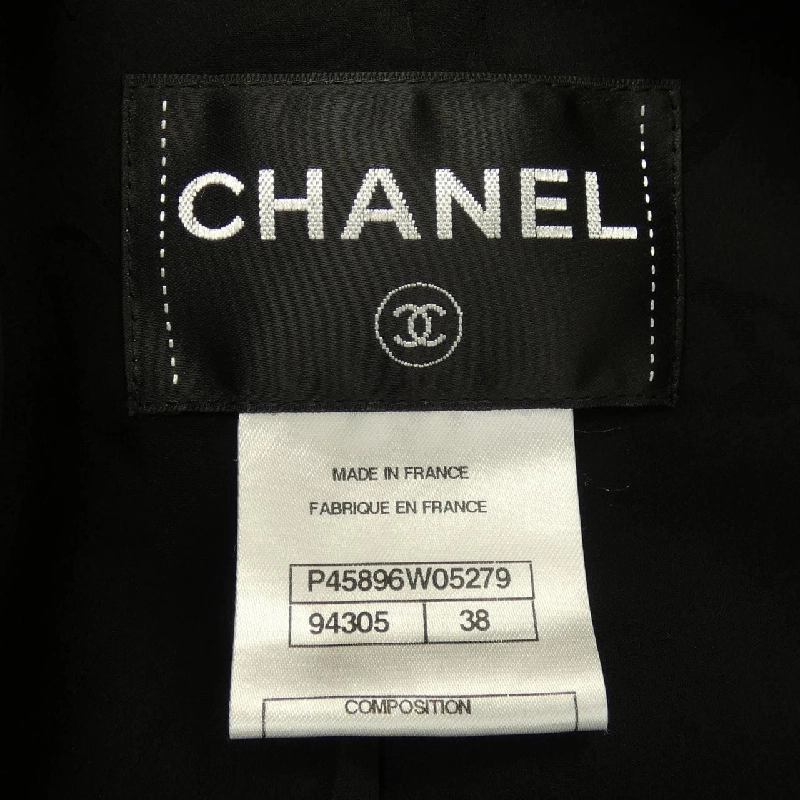 CHANEL
MADE IN FRANCE
FABRIQUE EN FRANCE
P45896W05279
94305 38
COMPOSITION